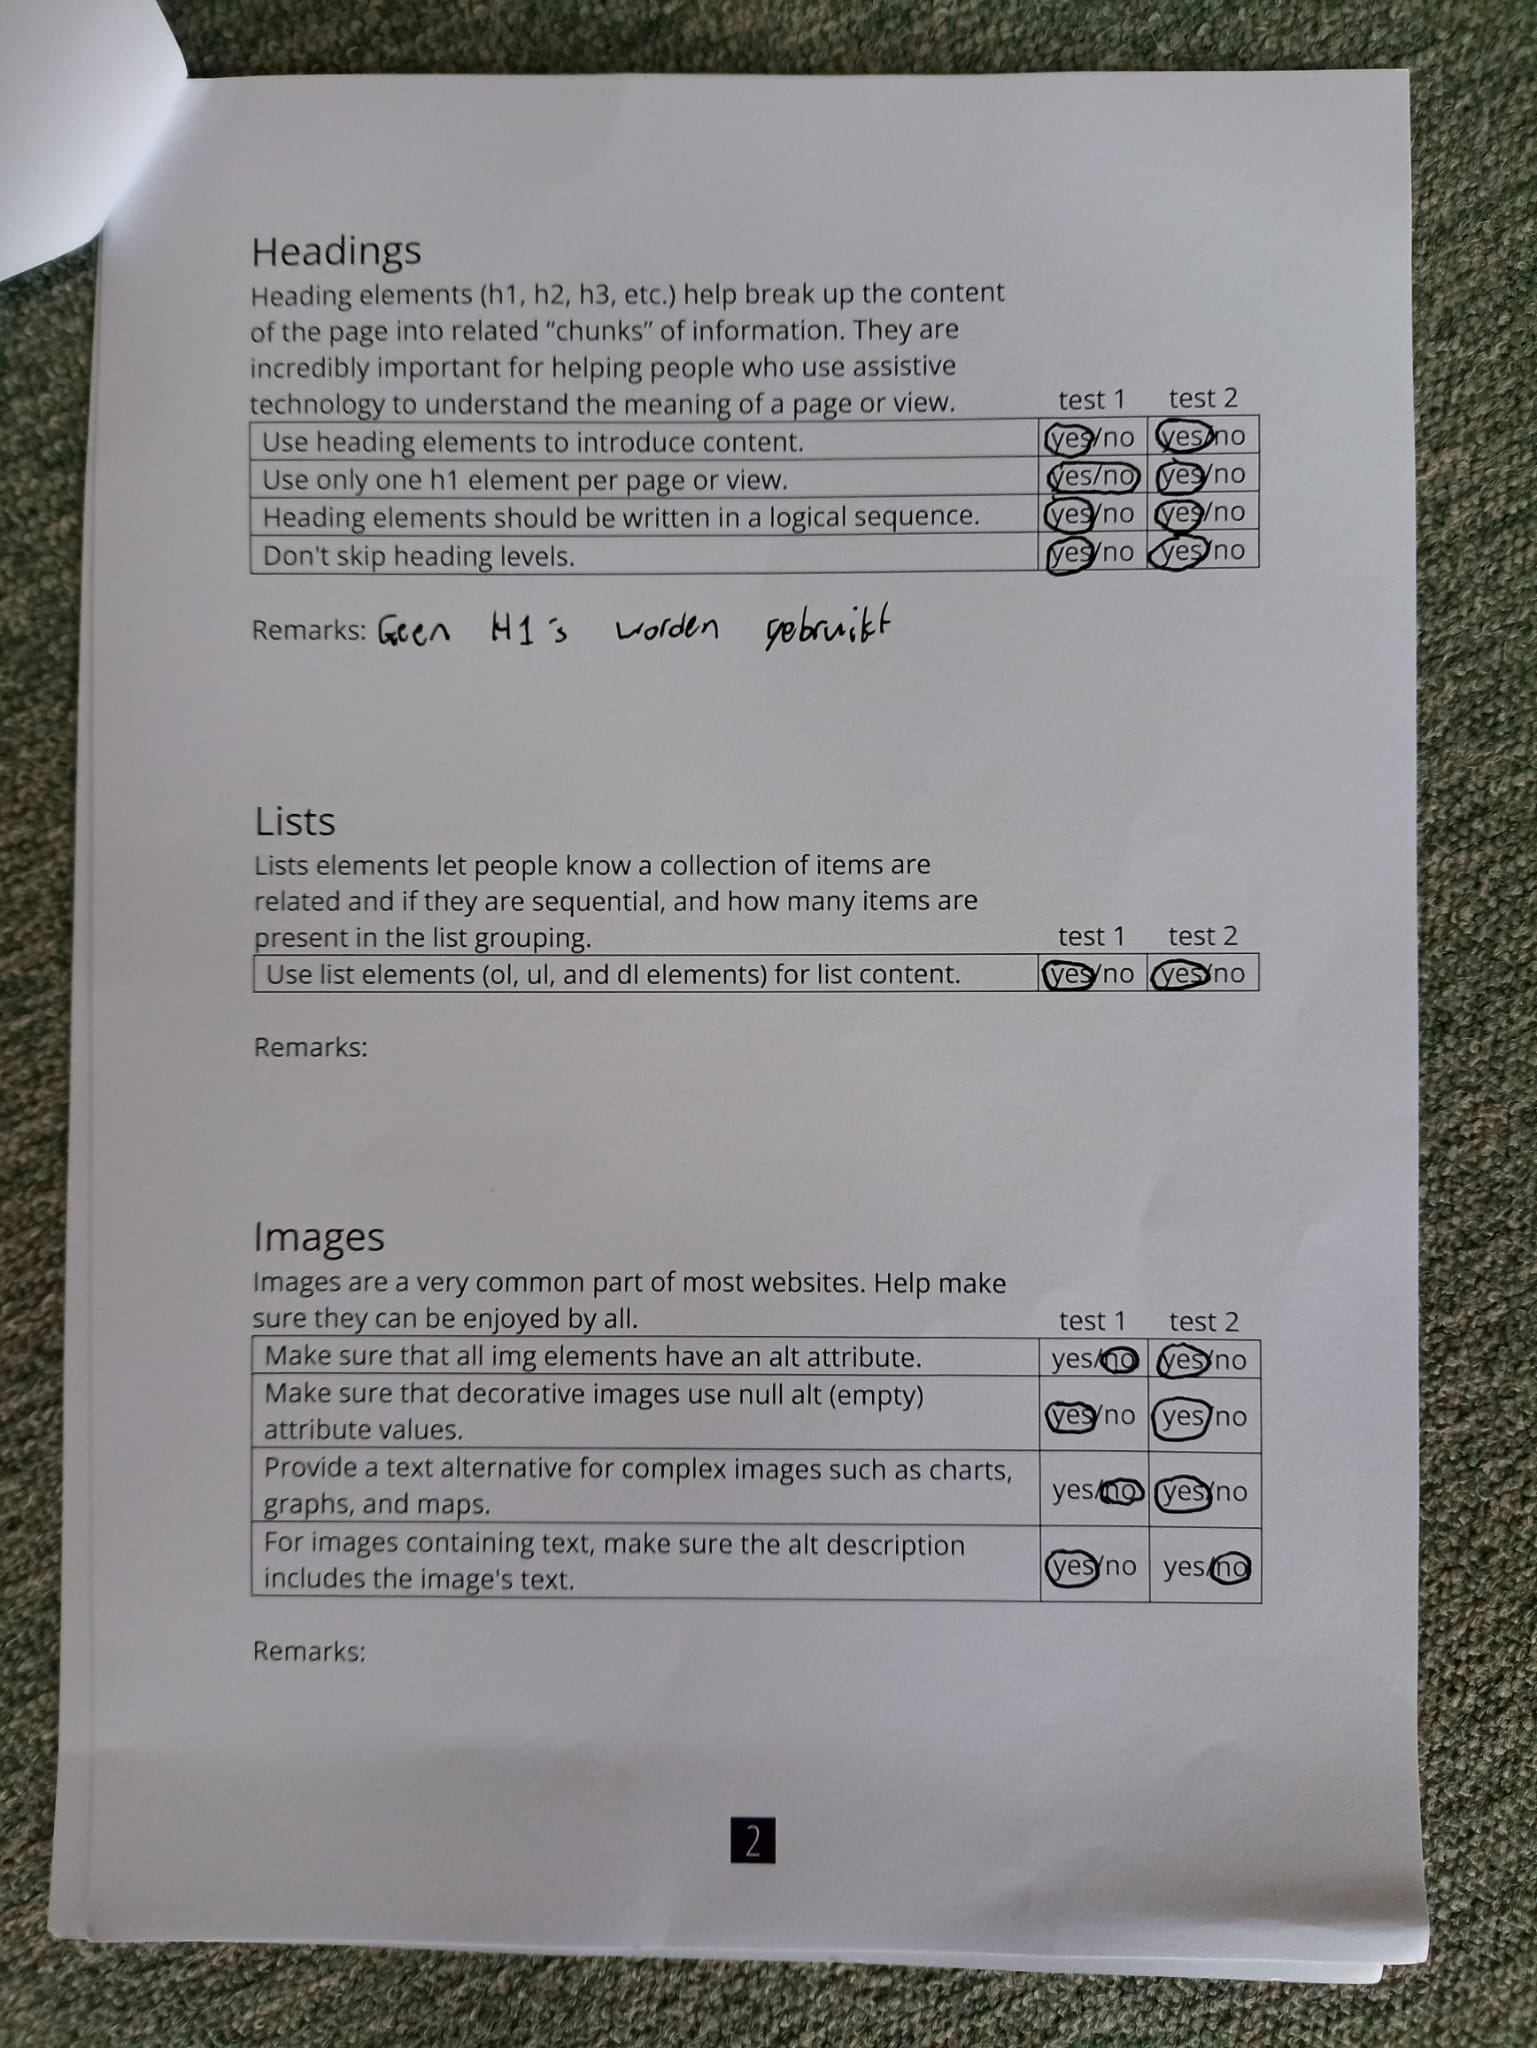 Headings
Heading elements (h1, h2, h3, etc.) help break up the content
of the page into related “chunks” of information. They are
incredibly important for helping people who use assistive
technology to understand the meaning of a page or view. test 1 test 2
Use heading elements to introduce content. yes/no yes/no
Use only one h1 element per page or view. yes/no yes/no
Heading elements should be written in a logical sequence. yes/no yes/no
Don't skip heading levels. yes/no yes/no
Remarks: Geen H1's worden gebruikt
Lists
Lists elements let people know a collection of items are
related and if they are sequential, and how many items are
present in the list grouping. test 1 test 2
Use list elements (ol, ul, and dl elements) for list content. yes/no yes/no
Remarks:
Images
Images are a very common part of most websites. Help make
sure they can be enjoyed by all. test 1 test 2
Make sure that all img elements have an alt attribute. yes/no yes/no
Make sure that decorative images use null alt (empty)
attribute values. yes/no yes/no
Provide a text alternative for complex images such as charts,
graphs, and maps. yes/no yes/no
For images containing text, make sure the alt description
includes the image's text. yes/no yes/no
Remarks:
2